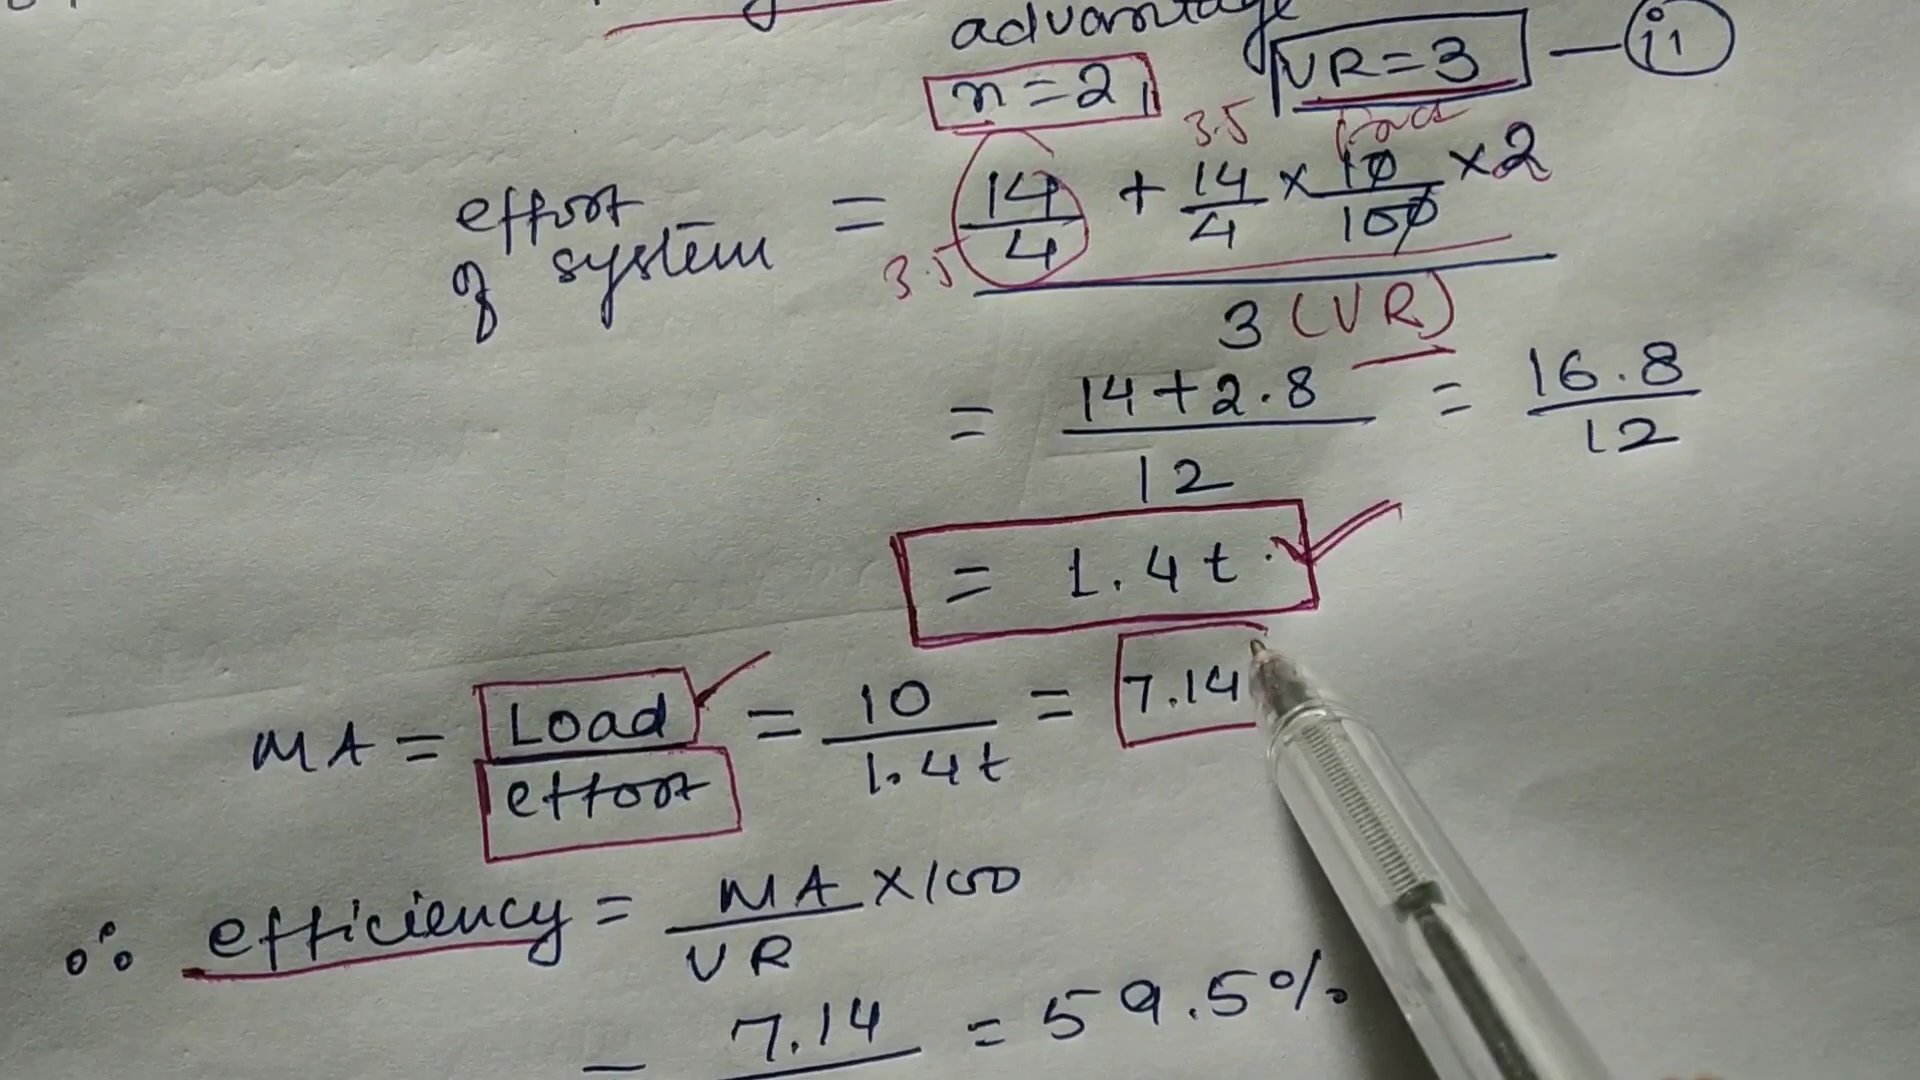 advantage
n=2, VR=3 — ii
3.5
effort of system = 14/4 + 14/4 × 10/100 × 2
3.5
3 (VR)
= 14+2.8/12 = 16.8/12
= 1.4t.
MA = Load/effort = 10/1.4t = 7.14
∴ efficiency = MA/VR ×100
= 7.14 = 59.5%